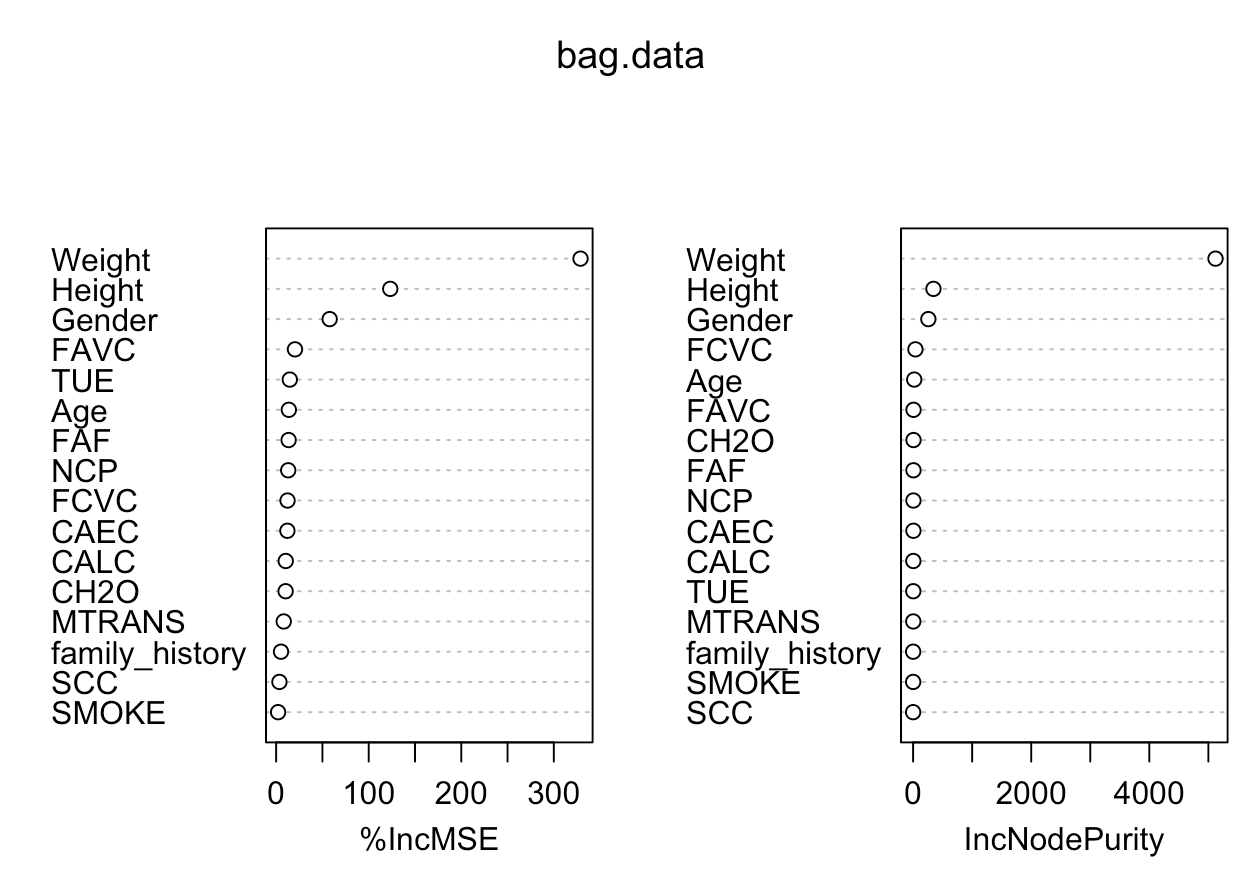 bag.data
Weight
Height
Gender
FAVC
TUE
Age
FAF
NCP
FCVC
CAEC
CALC
CH2O
MTRANS
family_history
SCC
SMOKE
0 100 200 300
%IncMSE
Weight
Height
Gender
FCVC
Age
FAVC
CH2O
FAF
NCP
CAEC
CALC
TUE
MTRANS
family_history
SMOKE
SCC
0 2000 4000
IncNodePurity